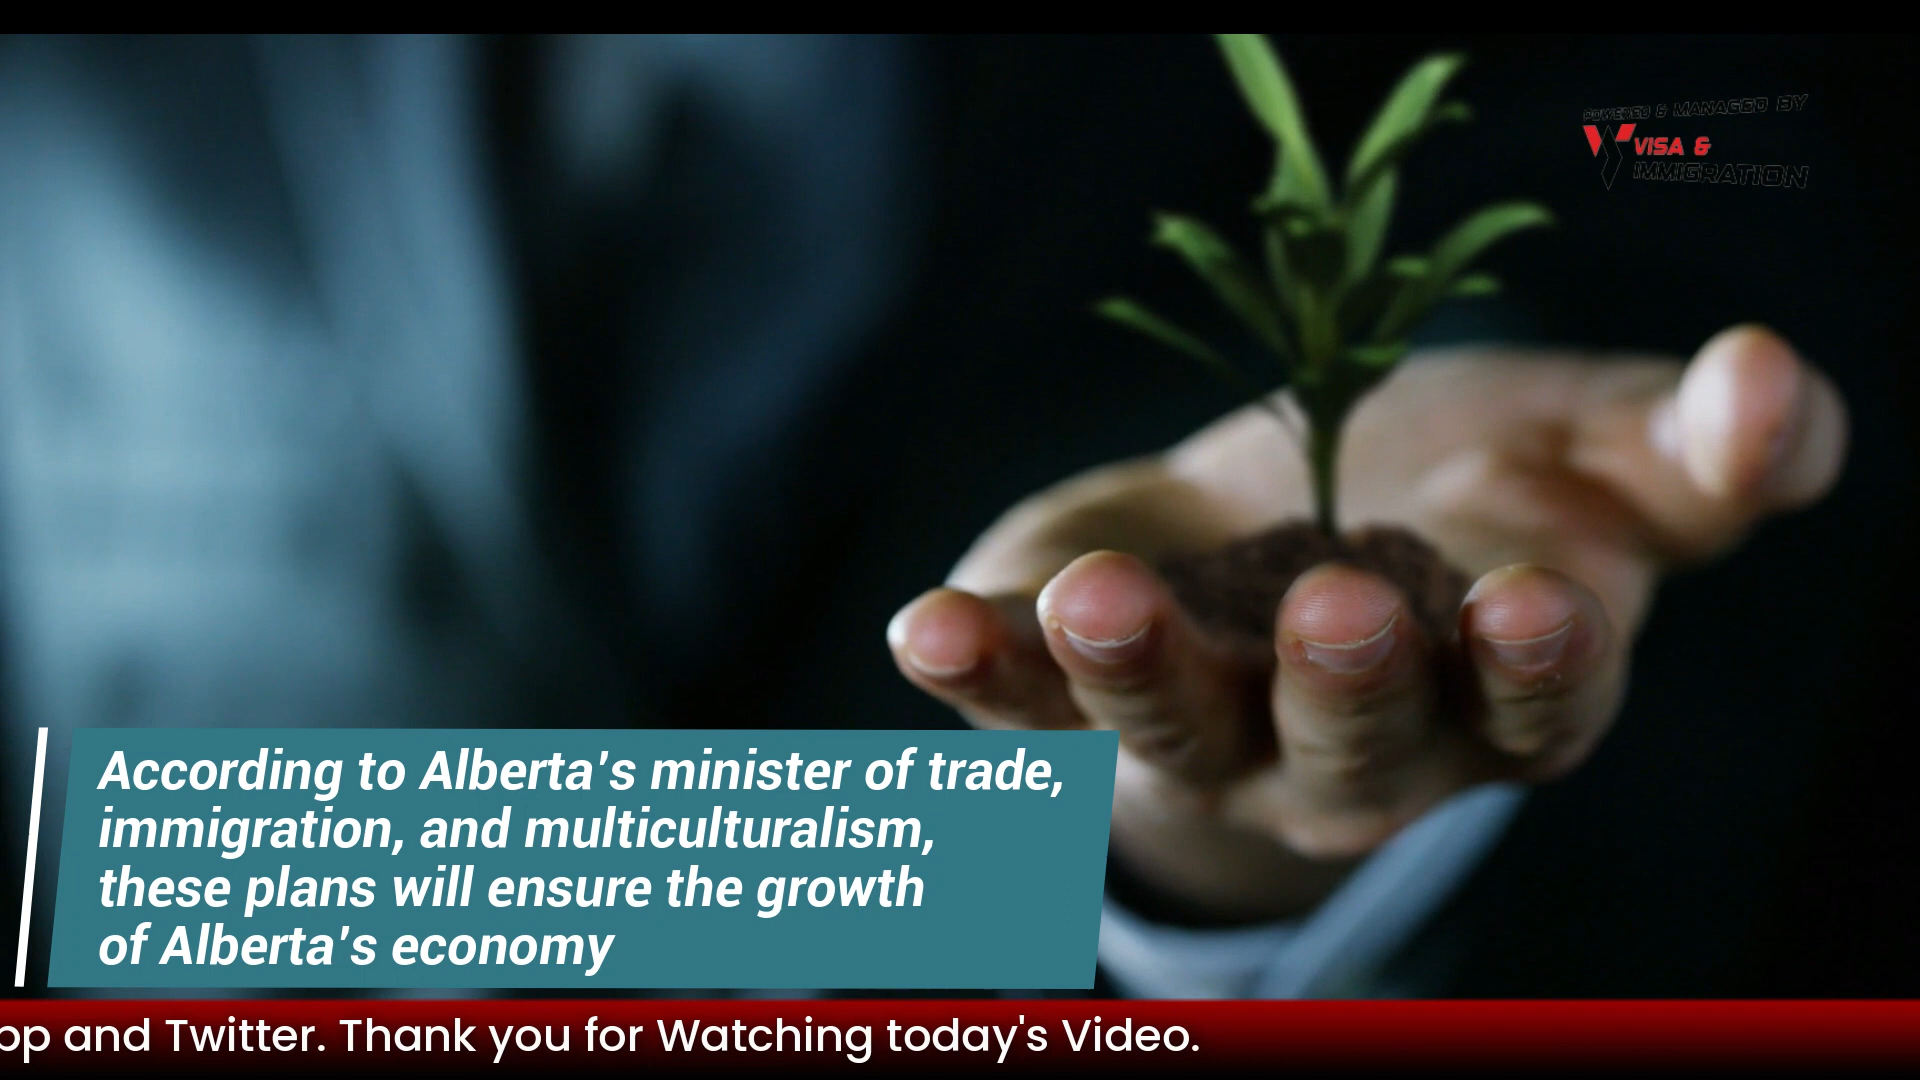 POWERED & MANAGED BY
VISA &
IMMIGRATION
According to Alberta's minister of trade,
immigration, and multiculturalism,
these plans will ensure the growth
of Alberta's economy
pp and Twitter. Thank you for Watching today's Video.